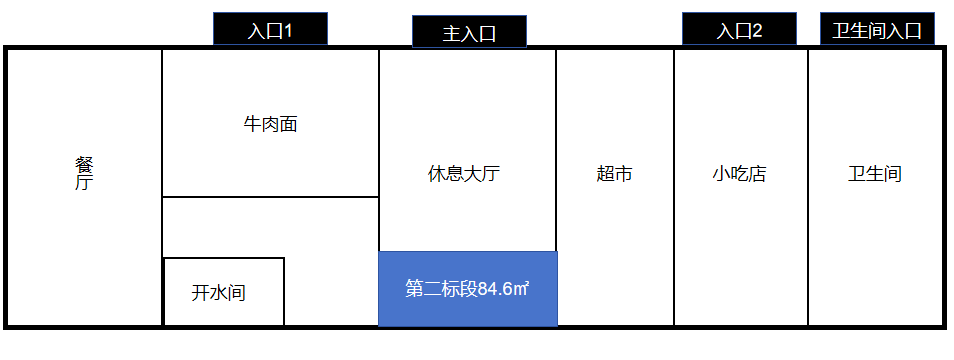 入口1
主入口
入口2
卫生间入口
餐厅
牛肉面
休息大厅
超市
小吃店
卫生间
开水间
第二标段84.6㎡